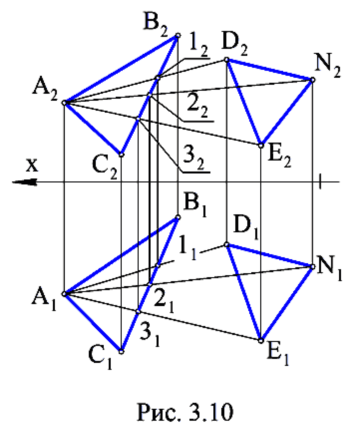 B₂
1₂
D₂
N₂
A₂
2₂
C₂
3₂
E₂
x
B₁
1₁
D₁
N₁
A₁
2₁
3₁
C₁
E₁
Рис. 3.10